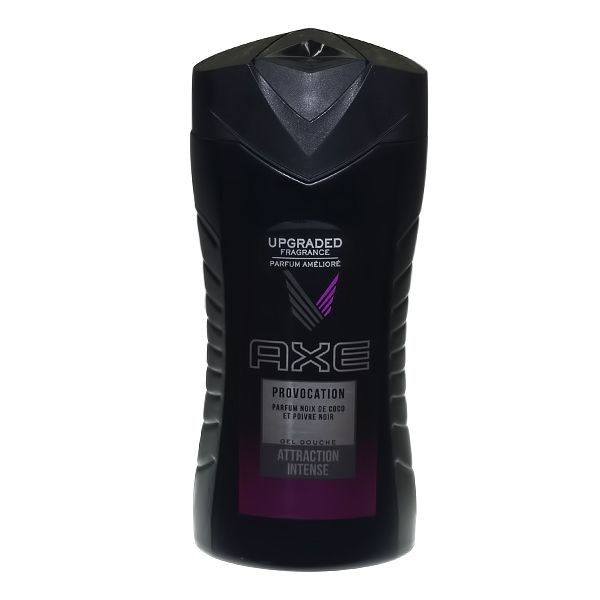 UPGRADED
FRAGRANCE
PARFUM AMÉLIORÉ
AXE
PROVOCATION
PARFUM NOIX DE COCO
ET POIVRE NOIR
GEL DOUCHE
ATTRACTION
INTENSE